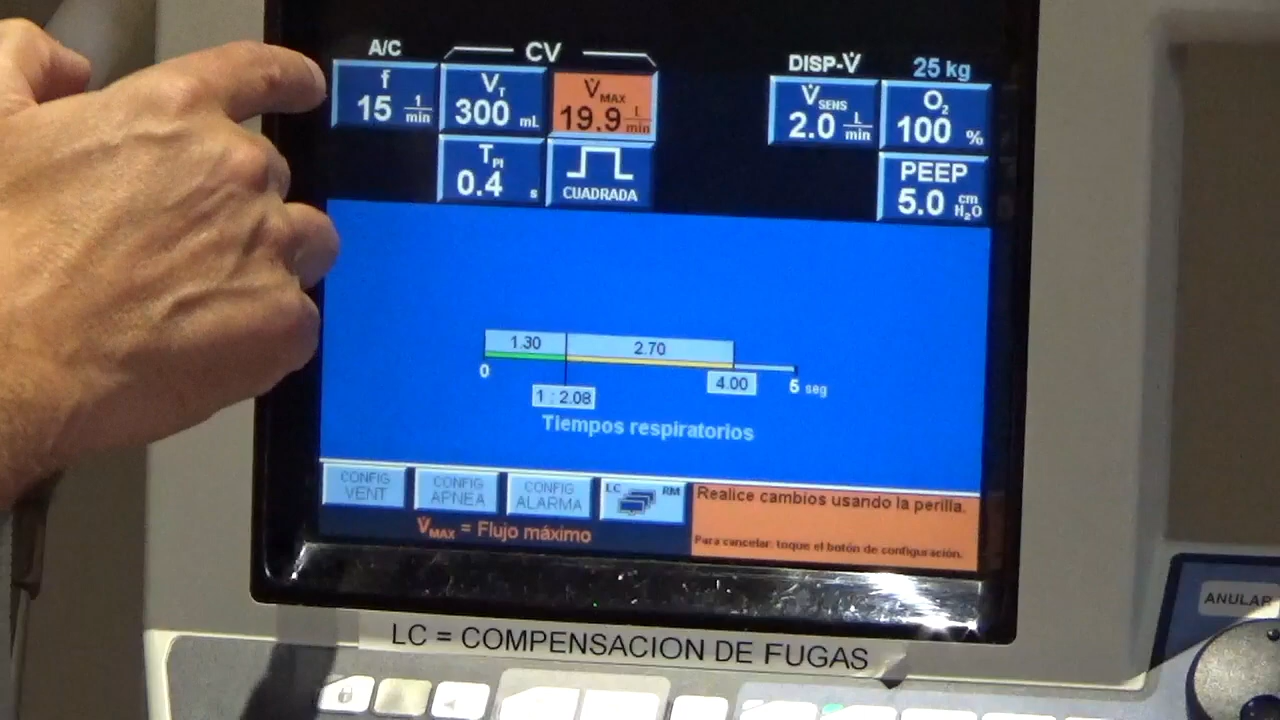 A/C
CV
DISP-V̇
25 kg
f
15 1/min
VT
300 mL
V̇MAX
19.9 L/min
V̇SENS
2.0 L/min
O2
100 %
TPl
0.4 s
CUADRADA
PEEP
5.0 cm H2O
1.30
2.70
0
4.00
5 seg
1 : 2.08
Tiempos respiratorios
CONFIG VENT
CONFIG APNEA
CONFIG ALARMA
LC RM
Realice cambios usando la perilla.
V̇MAX = Flujo máximo
Para cancelar: toque el botón de configuración.
LC = COMPENSACION DE FUGAS
ANULAR